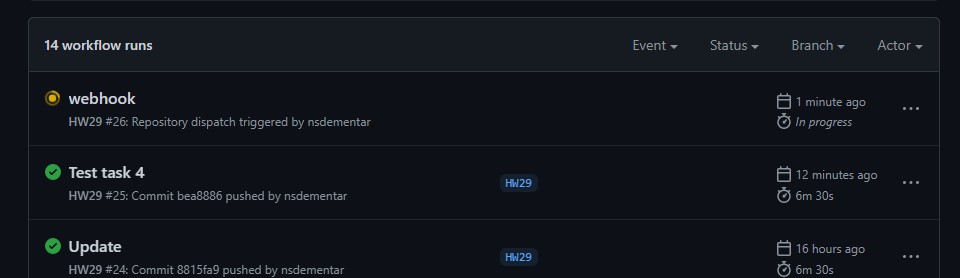 14 workflow runs Event Status Branch Actor
webhook
HW29 #26: Repository dispatch triggered by nsdementar
1 minute ago
In progress
Test task 4
HW29 #25: Commit bea8886 pushed by nsdementar
HW29
12 minutes ago
6m 30s
Update
HW29 #24: Commit 8815fa9 pushed by nsdementar
HW29
16 hours ago
6m 30s